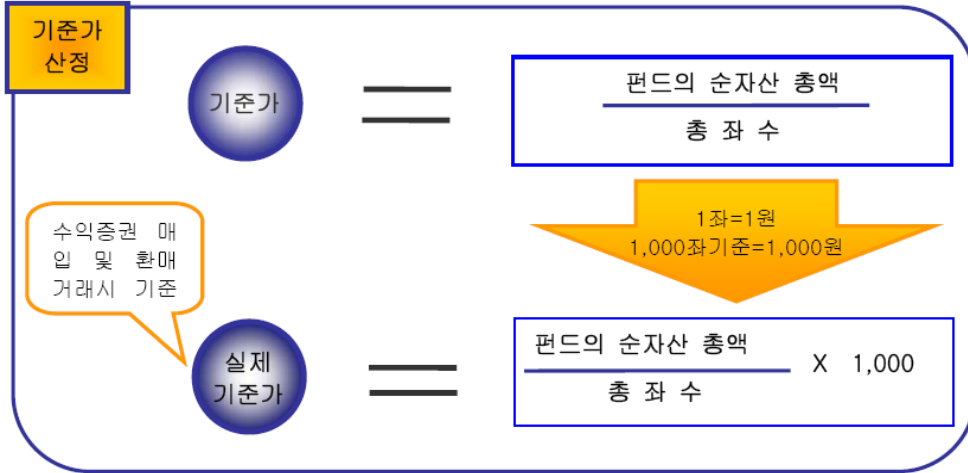 기준가
산정
기준가
펀드의 순자산 총액
총 좌 수
1좌=1원
1,000좌기준=1,000원
수익증권 매
입 및 환매
거래시 기준
실제
기준가
펀드의 순자산 총액
총 좌 수
X 1,000